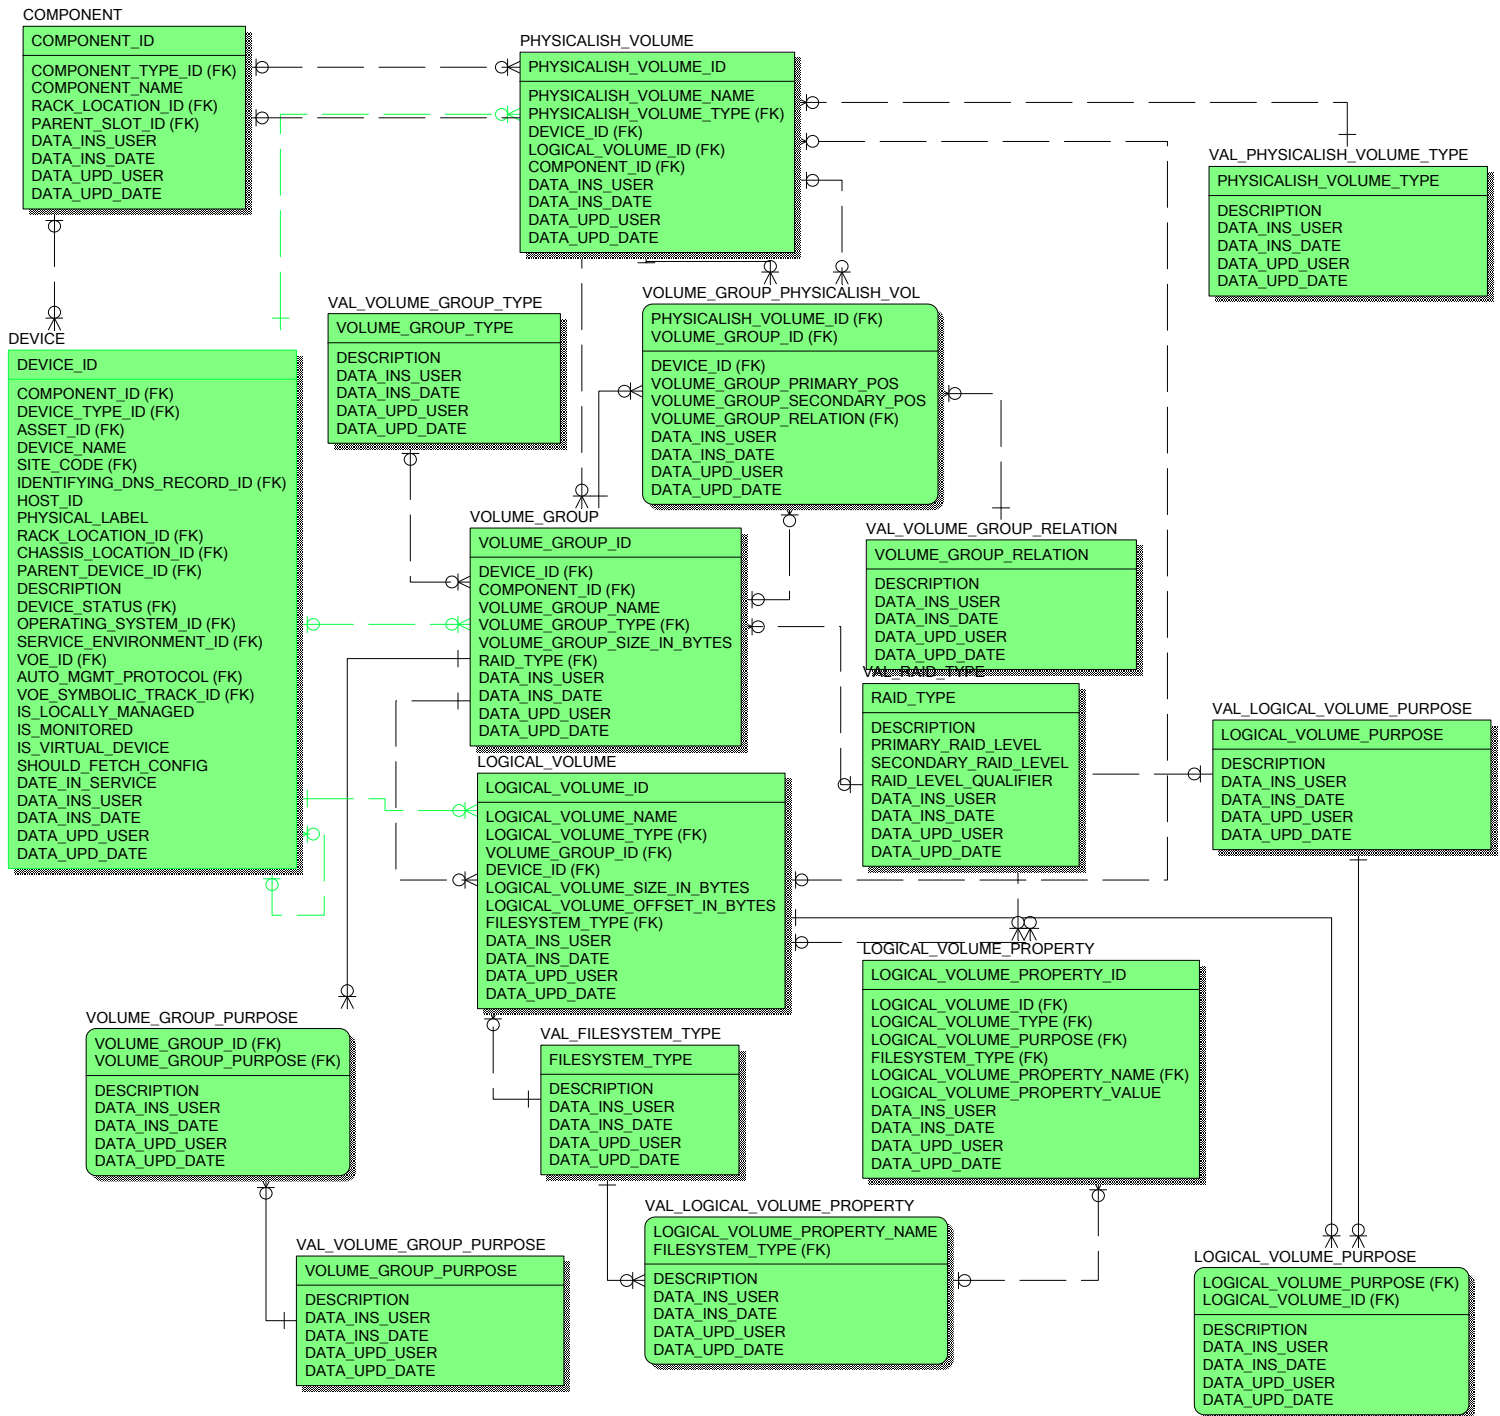 COMPONENT
COMPONENT_ID
COMPONENT_TYPE_ID (FK)
COMPONENT_NAME
RACK_LOCATION_ID (FK)
PARENT_SLOT_ID (FK)
DATA_INS_USER
DATA_INS_DATE
DATA_UPD_USER
DATA_UPD_DATE
PHYSICALISH_VOLUME
PHYSICALISH_VOLUME_ID
PHYSICALISH_VOLUME_NAME
PHYSICALISH_VOLUME_TYPE (FK)
DEVICE_ID (FK)
LOGICAL_VOLUME_ID (FK)
COMPONENT_ID (FK)
DATA_INS_USER
DATA_INS_DATE
DATA_UPD_USER
DATA_UPD_DATE
VAL_PHYSICALISH_VOLUME_TYPE
PHYSICALISH_VOLUME_TYPE
DESCRIPTION
DATA_INS_USER
DATA_INS_DATE
DATA_UPD_USER
DATA_UPD_DATE
VAL_VOLUME_GROUP_TYPE
VOLUME_GROUP_TYPE
DESCRIPTION
DATA_INS_USER
DATA_INS_DATE
DATA_UPD_USER
DATA_UPD_DATE
VOLUME_GROUP_PHYSICALISH_VOL
PHYSICALISH_VOLUME_ID (FK)
VOLUME_GROUP_ID (FK)
DEVICE_ID (FK)
VOLUME_GROUP_PRIMARY_POS
VOLUME_GROUP_SECONDARY_POS
VOLUME_GROUP_RELATION (FK)
DATA_INS_USER
DATA_INS_DATE
DATA_UPD_USER
DATA_UPD_DATE
DEVICE
DEVICE_ID
COMPONENT_ID (FK)
DEVICE_TYPE_ID (FK)
ASSET_ID (FK)
DEVICE_NAME
SITE_CODE (FK)
IDENTIFYING_DNS_RECORD_ID (FK)
HOST_ID
PHYSICAL_LABEL
RACK_LOCATION_ID (FK)
CHASSIS_LOCATION_ID (FK)
PARENT_DEVICE_ID (FK)
DESCRIPTION
DEVICE_STATUS (FK)
OPERATING_SYSTEM_ID (FK)
SERVICE_ENVIRONMENT_ID (FK)
VOE_ID (FK)
AUTO_MGMT_PROTOCOL (FK)
VOE_SYMBOLIC_TRACK_ID (FK)
IS_LOCALLY_MANAGED
IS_MONITORED
IS_VIRTUAL_DEVICE
SHOULD_FETCH_CONFIG
DATE_IN_SERVICE
DATA_INS_USER
DATA_INS_DATE
DATA_UPD_USER
DATA_UPD_DATE
VOLUME_GROUP
VOLUME_GROUP_ID
DEVICE_ID (FK)
COMPONENT_ID (FK)
VOLUME_GROUP_NAME
VOLUME_GROUP_TYPE (FK)
VOLUME_GROUP_SIZE_IN_BYTES
RAID_TYPE (FK)
DATA_INS_USER
DATA_INS_DATE
DATA_UPD_USER
DATA_UPD_DATE
VAL_VOLUME_GROUP_RELATION
VOLUME_GROUP_RELATION
DESCRIPTION
DATA_INS_USER
DATA_INS_DATE
DATA_UPD_USER
DATA_UPD_DATE
VAL_RAID_TYPE
RAID_TYPE
DESCRIPTION
PRIMARY_RAID_LEVEL
SECONDARY_RAID_LEVEL
RAID_LEVEL_QUALIFIER
DATA_INS_USER
DATA_INS_DATE
DATA_UPD_USER
DATA_UPD_DATE
VAL_LOGICAL_VOLUME_PURPOSE
LOGICAL_VOLUME_PURPOSE
DESCRIPTION
DATA_INS_USER
DATA_INS_DATE
DATA_UPD_USER
DATA_UPD_DATE
LOGICAL_VOLUME
LOGICAL_VOLUME_ID
LOGICAL_VOLUME_NAME
LOGICAL_VOLUME_TYPE (FK)
VOLUME_GROUP_ID (FK)
DEVICE_ID (FK)
LOGICAL_VOLUME_SIZE_IN_BYTES
LOGICAL_VOLUME_OFFSET_IN_BYTES
FILESYSTEM_TYPE (FK)
DATA_INS_USER
DATA_INS_DATE
DATA_UPD_USER
DATA_UPD_DATE
LOGICAL_VOLUME_PROPERTY
LOGICAL_VOLUME_PROPERTY_ID
LOGICAL_VOLUME_ID (FK)
LOGICAL_VOLUME_TYPE (FK)
LOGICAL_VOLUME_PURPOSE (FK)
FILESYSTEM_TYPE (FK)
LOGICAL_VOLUME_PROPERTY_NAME (FK)
LOGICAL_VOLUME_PROPERTY_VALUE
DATA_INS_USER
DATA_INS_DATE
DATA_UPD_USER
DATA_UPD_DATE
VOLUME_GROUP_PURPOSE
VOLUME_GROUP_ID (FK)
VOLUME_GROUP_PURPOSE (FK)
DESCRIPTION
DATA_INS_USER
DATA_INS_DATE
DATA_UPD_USER
DATA_UPD_DATE
VAL_FILESYSTEM_TYPE
FILESYSTEM_TYPE
DESCRIPTION
DATA_INS_USER
DATA_INS_DATE
DATA_UPD_USER
DATA_UPD_DATE
VAL_LOGICAL_VOLUME_PROPERTY
LOGICAL_VOLUME_PROPERTY_NAME
FILESYSTEM_TYPE (FK)
DESCRIPTION
DATA_INS_USER
DATA_INS_DATE
DATA_UPD_USER
DATA_UPD_DATE
VAL_VOLUME_GROUP_PURPOSE
VOLUME_GROUP_PURPOSE
DESCRIPTION
DATA_INS_USER
DATA_INS_DATE
DATA_UPD_USER
DATA_UPD_DATE
LOGICAL_VOLUME_PURPOSE
LOGICAL_VOLUME_PURPOSE (FK)
LOGICAL_VOLUME_ID (FK)
DESCRIPTION
DATA_INS_USER
DATA_INS_DATE
DATA_UPD_USER
DATA_UPD_DATE